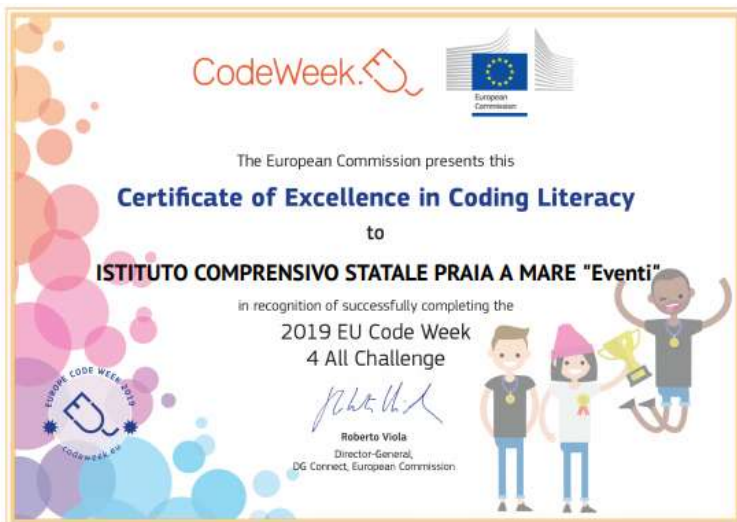 CodeWeek.EU
European
Commission
The European Commission presents this
Certificate of Excellence in Coding Literacy
to
ISTITUTO COMPRENSIVO STATALE PRAIA A MARE "Eventi"
in recognition of successfully completing the
2019 EU Code Week
4 All Challenge
Roberto Viola
Director-General,
DG Connect, European Commission
EUROPE CODE WEEK 2019
codeweek.eu